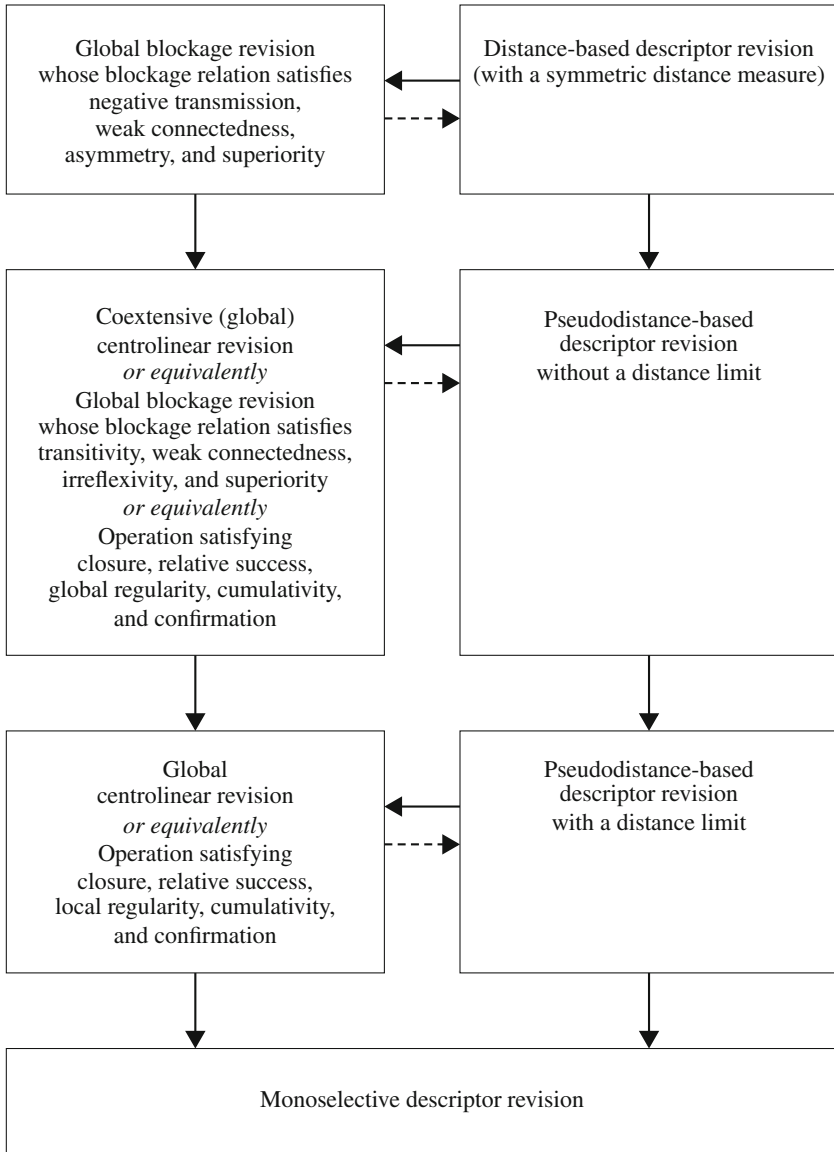 Global blockage revision
whose blockage relation satisfies
negative transmission,
weak connectedness,
asymmetry, and superiority
Distance-based descriptor revision
(with a symmetric distance measure)
Coextensive (global)
centrolinear revision
or equivalently
Global blockage revision
whose blockage relation satisfies
transitivity, weak connectedness,
irreflexivity, and superiority
or equivalently
Operation satisfying
closure, relative success,
global regularity, cumulativity,
and confirmation
Pseudodistance-based
descriptor revision
without a distance limit
Global
centrolinear revision
or equivalently
Operation satisfying
closure, relative success,
local regularity, cumulativity,
and confirmation
Pseudodistance-based
descriptor revision
with a distance limit
Monoselective descriptor revision